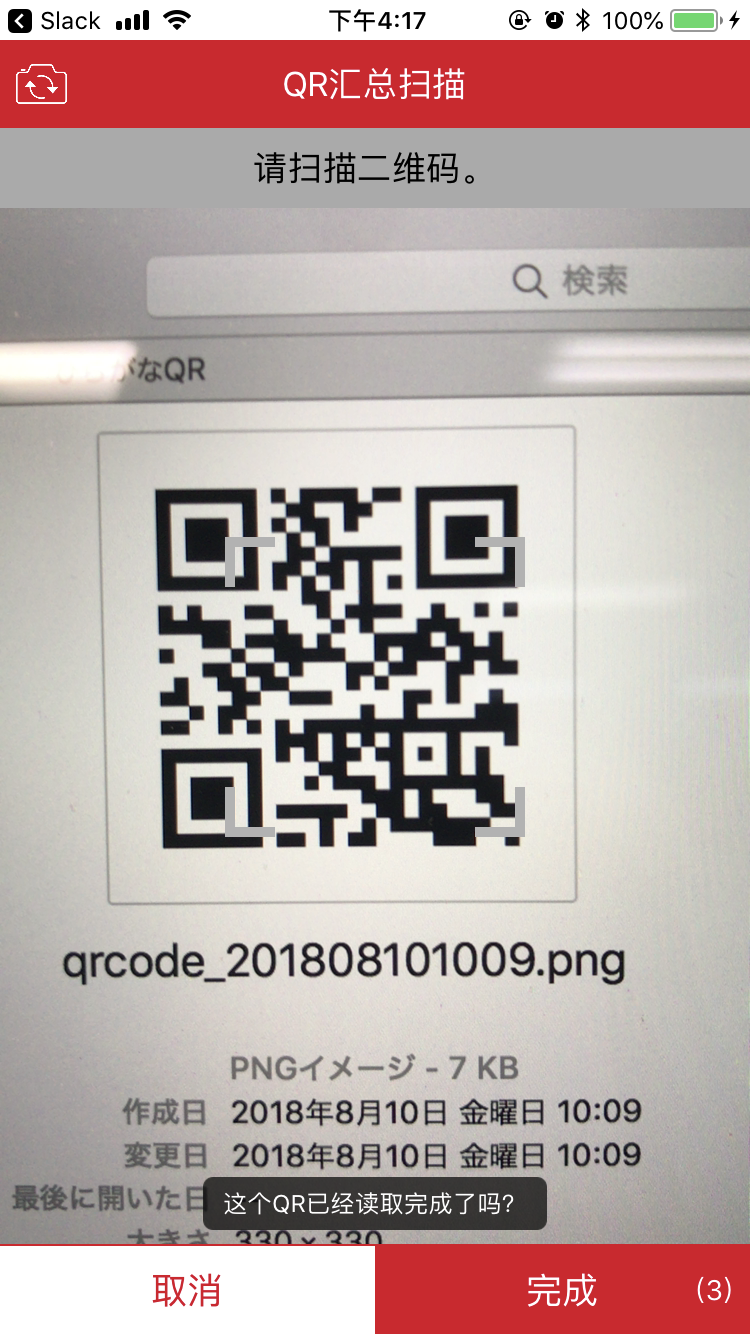 Slack 下午4:17 100%
QR汇总扫描
请扫描二维码。
検索
がなQR
qrcode_201808101009.png
PNGイメージ - 7 KB
作成日 2018年8月10日 金曜日 10:09
変更日 2018年8月10日 金曜日 10:09
最後に開いた日
这个QR已经读取完成了吗?
大きさ 330 × 330
取消 完成 (3)